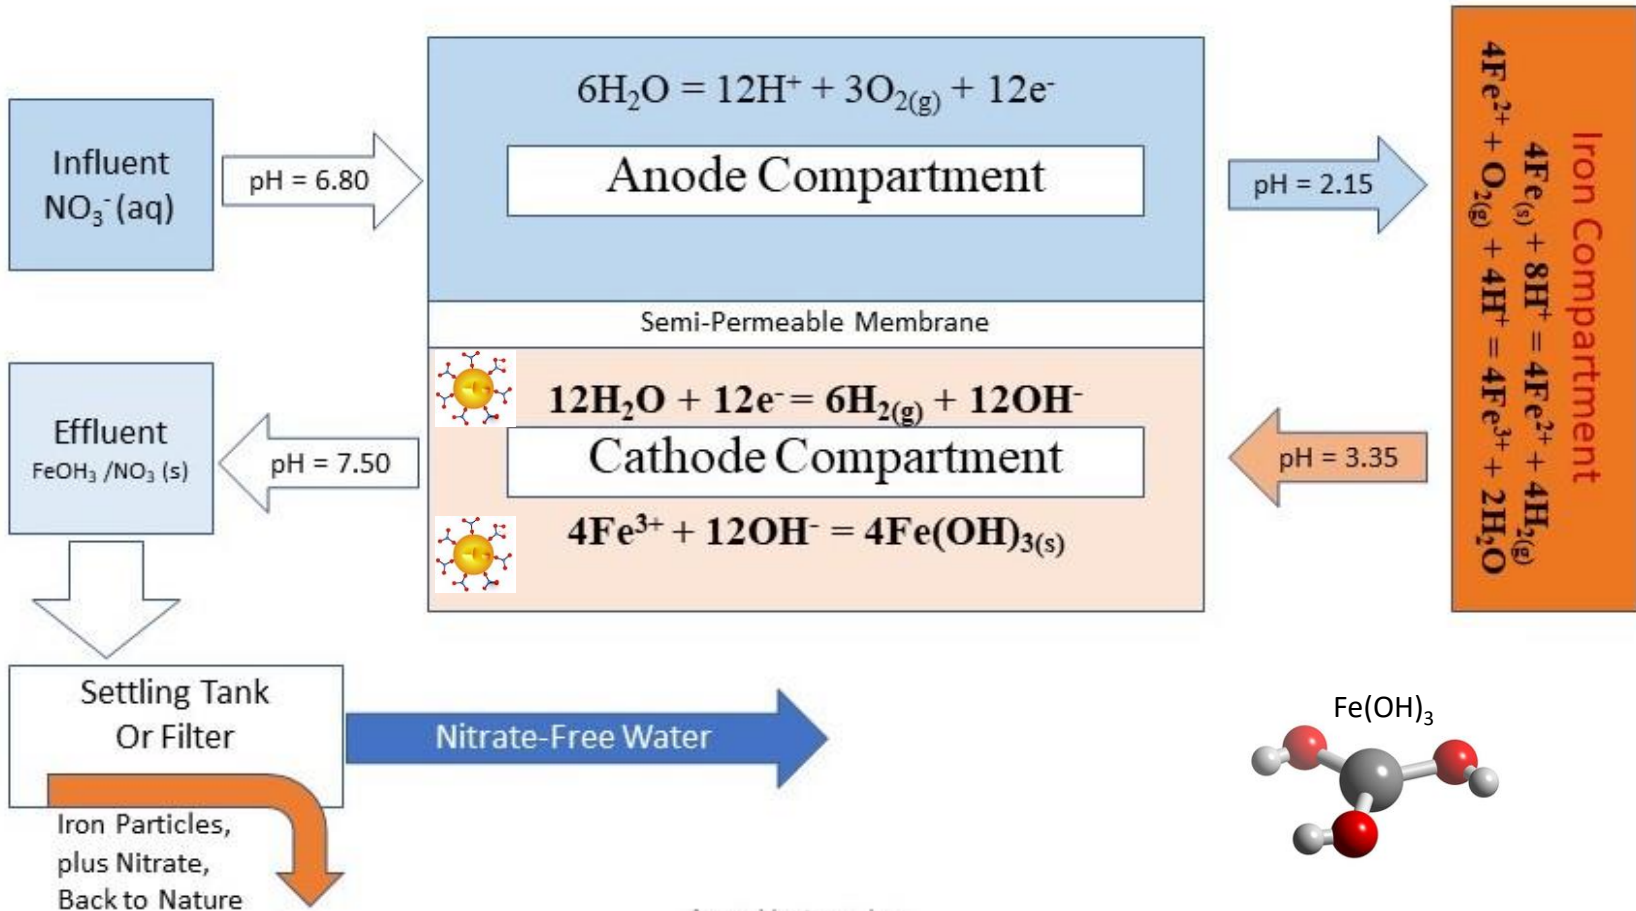 Influent
NO₃⁻ (aq)
pH = 6.80
6H₂O = 12H⁺ + 3O₂(g) + 12e⁻
Anode Compartment
pH = 2.15
Iron Compartment
4Fe(s) + 8H⁺ = 4Fe²⁺ + 4H₂(g)
4Fe²⁺ + O₂(g) + 4H⁺ = 4Fe³⁺ + 2H₂O
Semi-Permeable Membrane
12H₂O + 12e⁻ = 6H₂(g) + 12OH⁻
Cathode Compartment
4Fe³⁺ + 12OH⁻ = 4Fe(OH)₃(s)
pH = 3.35
pH = 7.50
Effluent
FeOH₃ /NO₃ (s)
Settling Tank
Or Filter
Nitrate-Free Water
Iron Particles,
plus Nitrate,
Back to Nature
Fe(OH)₃